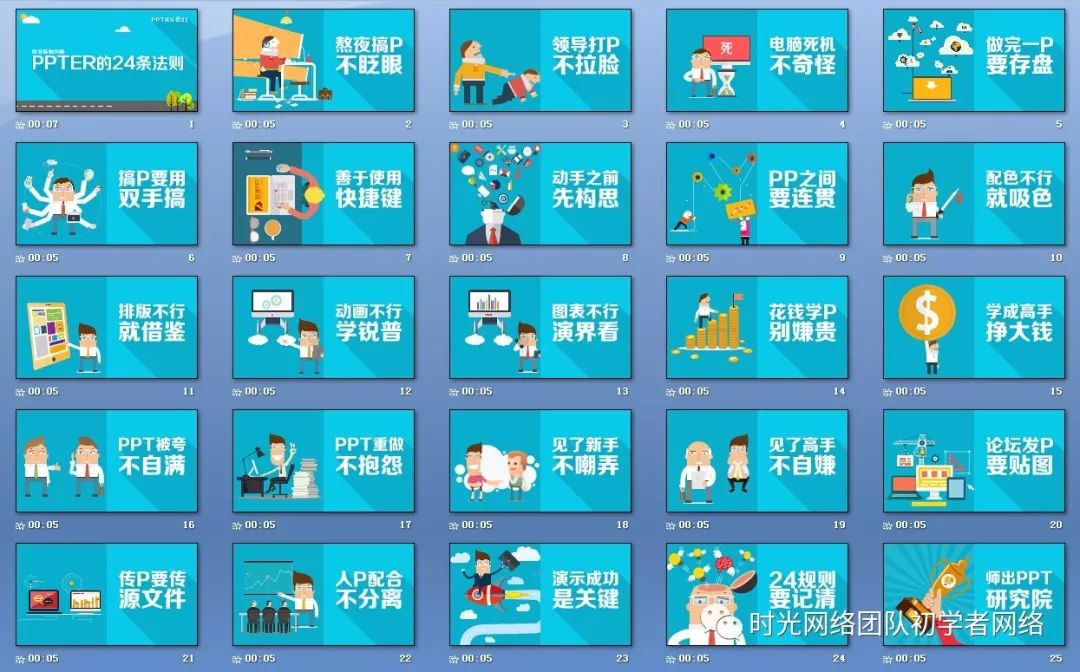 PPTER的24条法则
00:07 1
熬夜搞P
不眨眼
00:05 2
领导打P
不拉脸
00:05 3
死
电脑死机
不奇怪
00:05 4
做完一P
要存盘
00:05 5
搞P要用
双手搞
00:05 6
善于使用
快捷键
00:05 7
动手之前
先构思
00:05 8
PP之间
要连贯
00:05 9
配色不行
就吸色
00:05 10
排版不行
就借鉴
00:05 11
动画不行
学锐普
00:05 12
图表不行
演界看
00:05 13
花钱学P
别嫌贵
00:05 14
$
学成高手
挣大钱
00:05 15
PPT被夸
不自满
00:05 16
PPT重做
不抱怨
00:05 17
见了新手
不嘲弄
00:05 18
见了高手
不自嫌
00:05 19
论坛发P
要贴图
00:05 20
传P要传
源文件
00:05 21
人P配合
不分离
00:05 22
演示成功
是关键
00:05 23
24规则
要记清
00:05 24
师出PPT
研究院
00:05 25
时光网络团队初学者网络